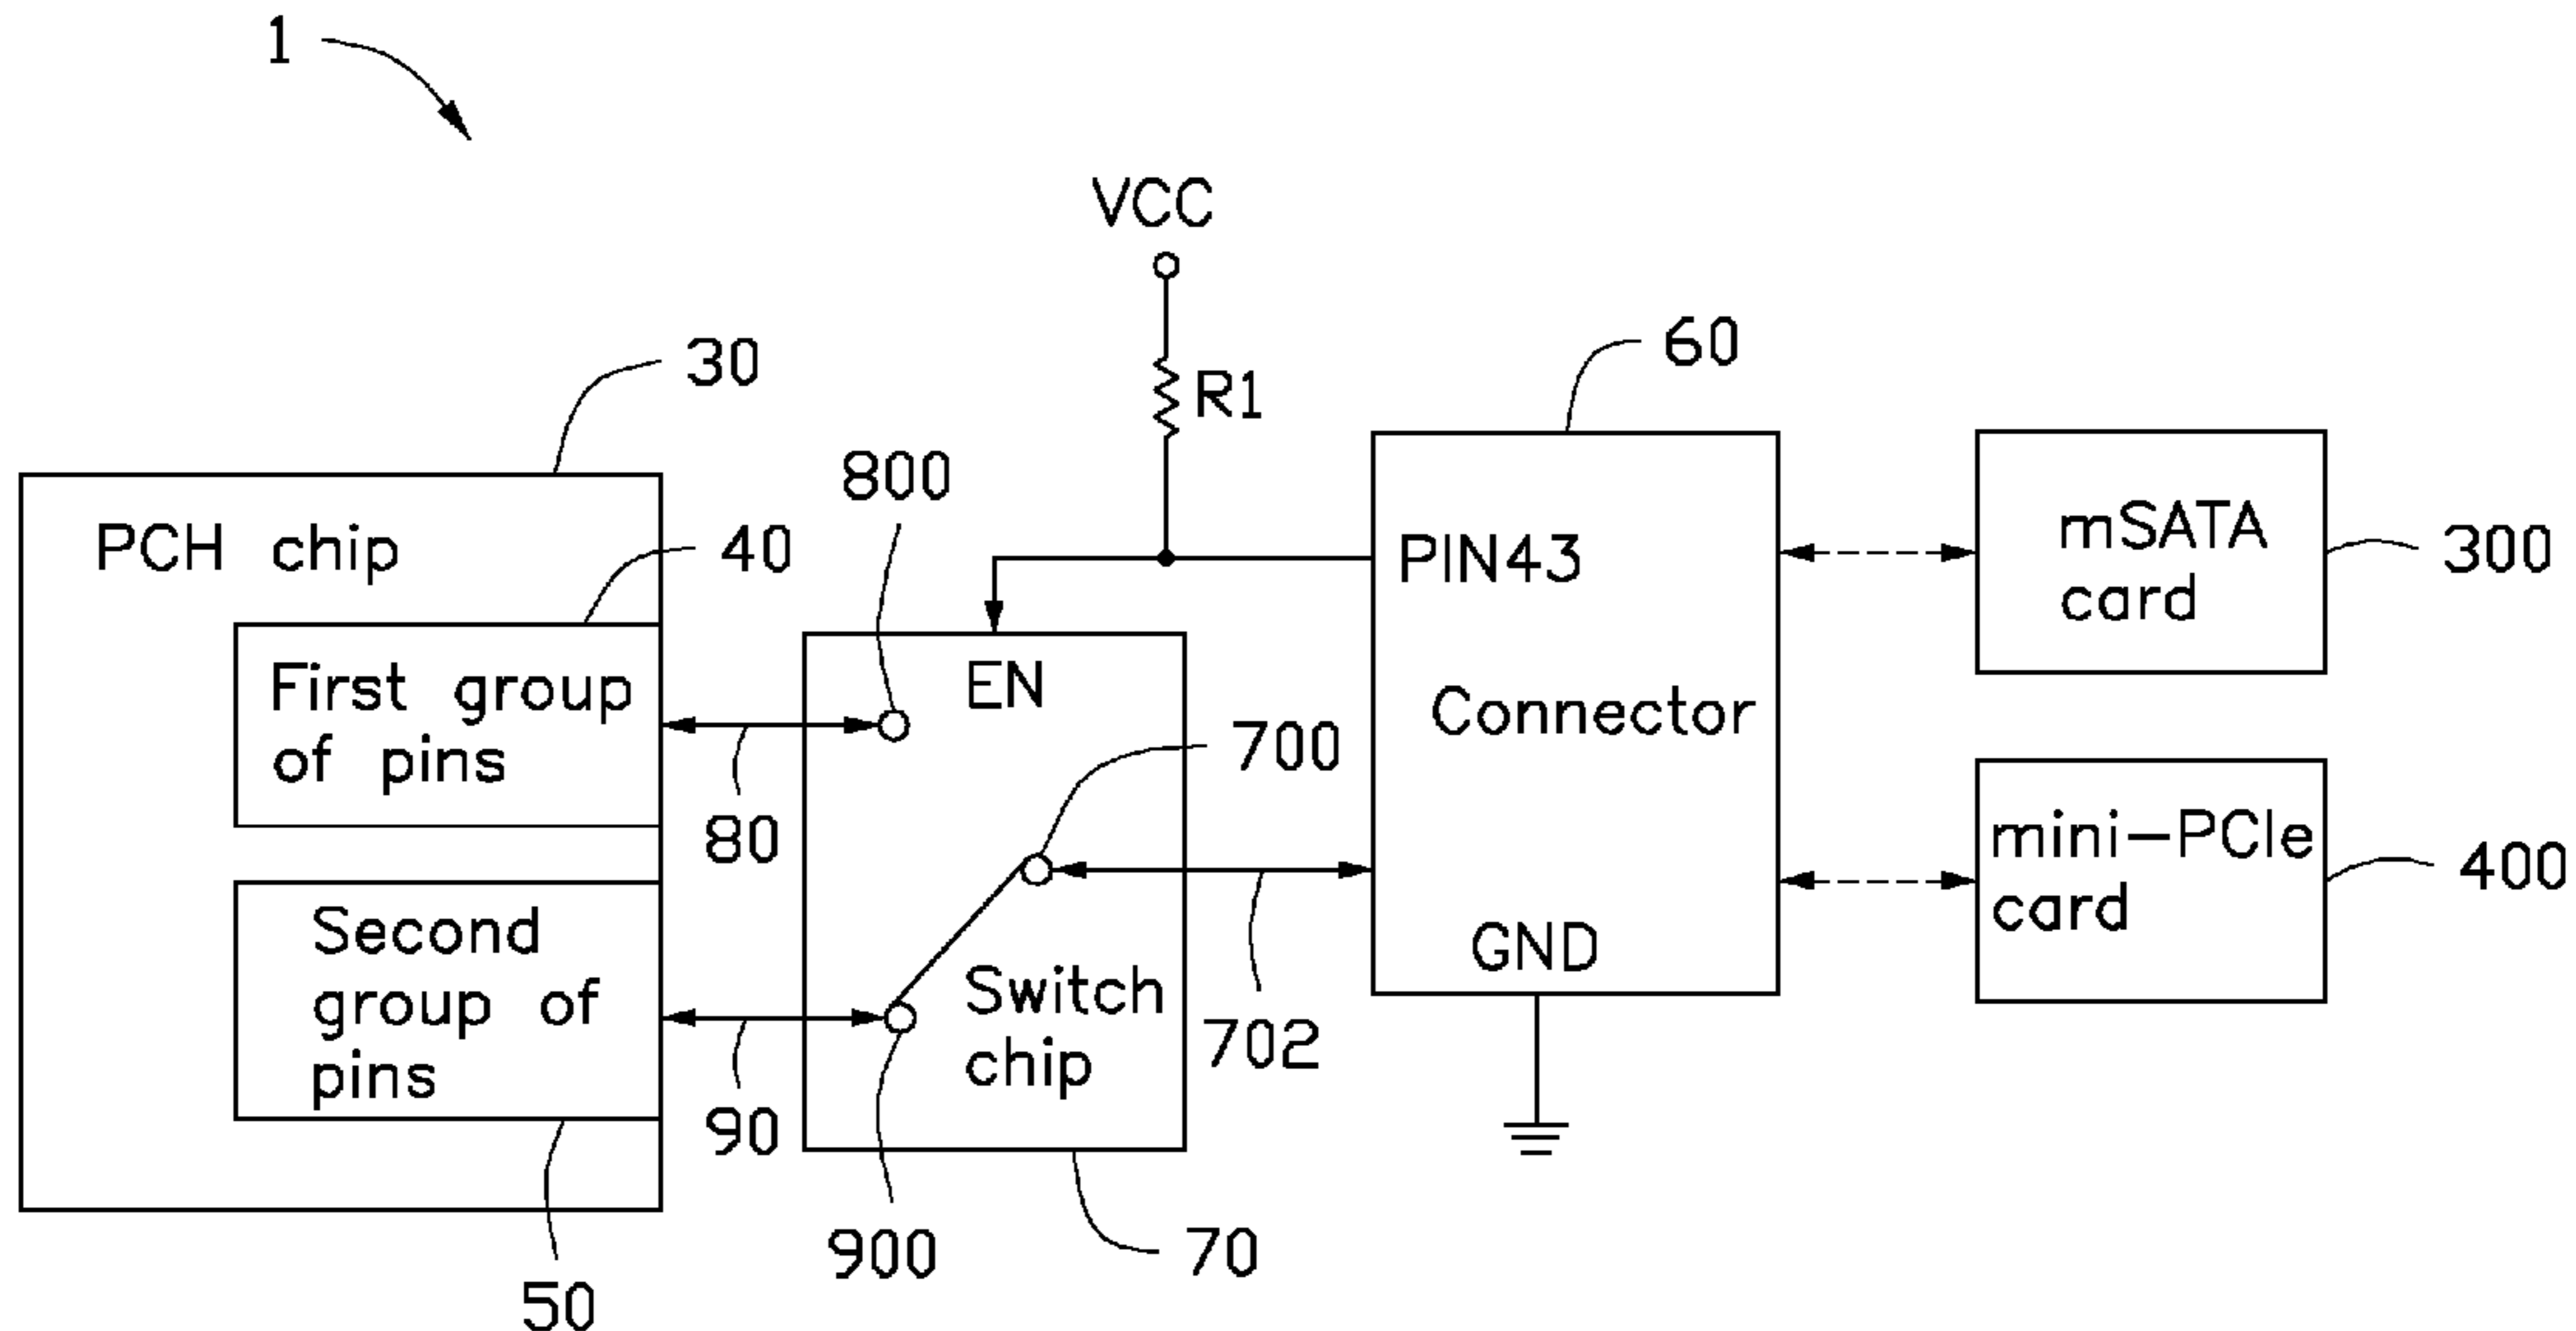 1
VCC
R1
60
30
800
PCH chip
40
PIN43
mSATA
card
300
First group
of pins
EN
Connector
700
80
mini-PCIe
card
400
Second
group of
pins
GND
Switch
chip
702
90
900
70
50